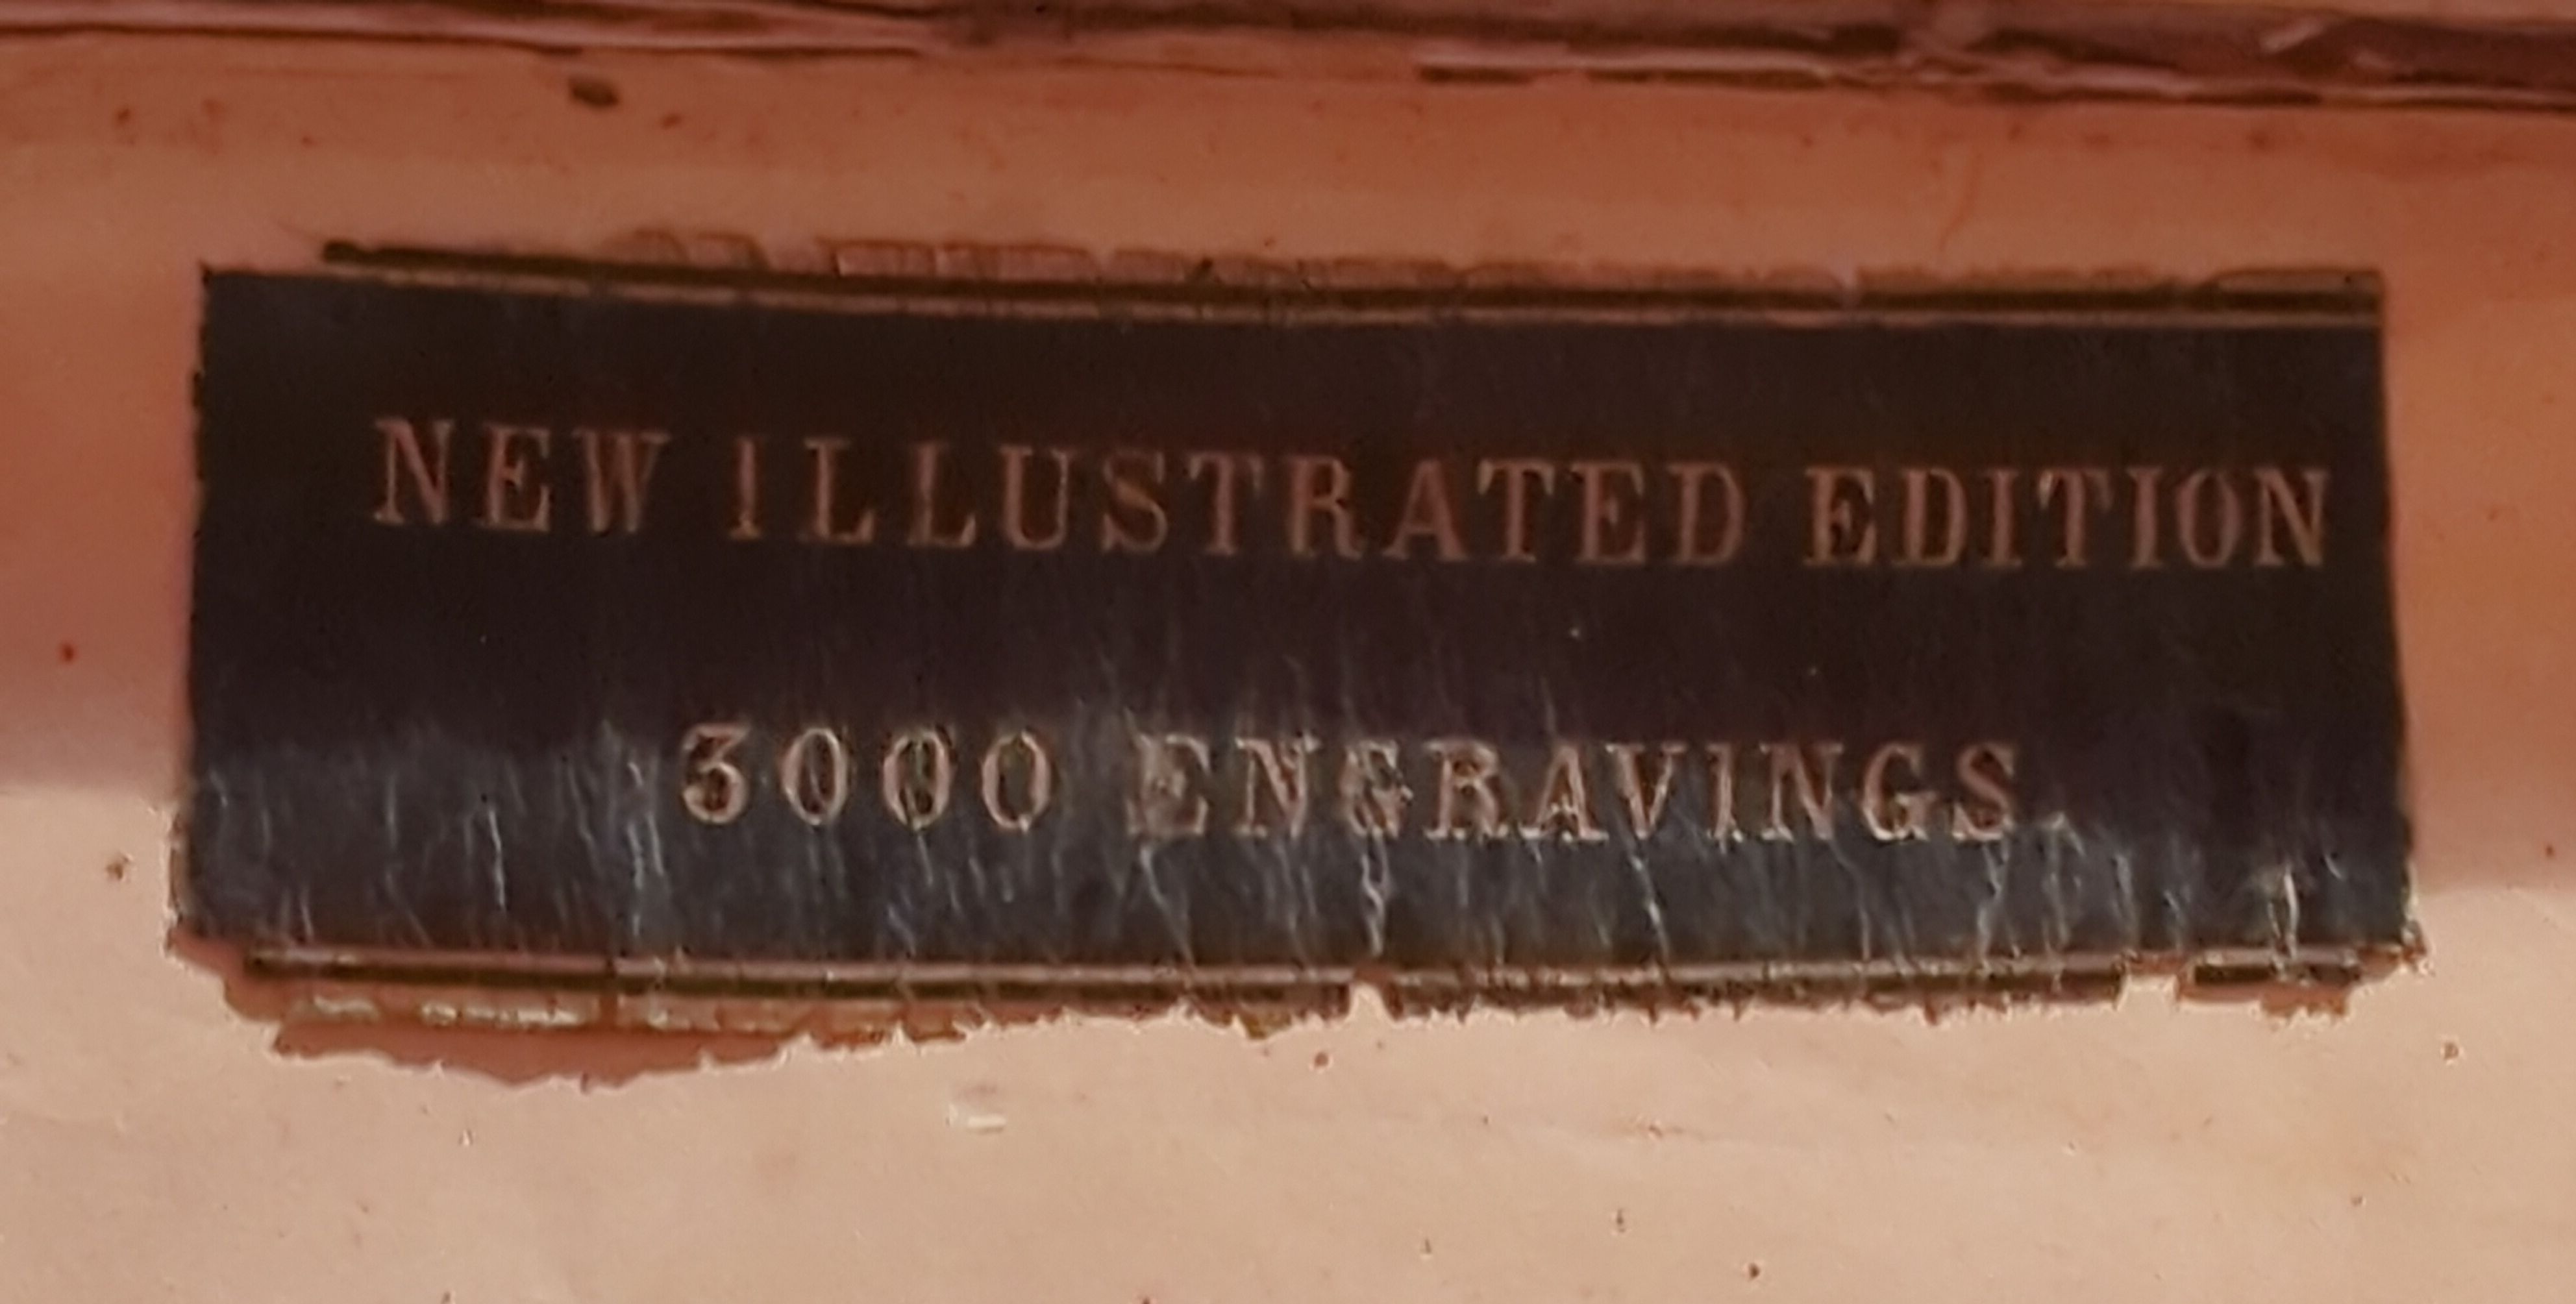 NEW ILLUSTRATED EDITION
3000 ENGRAVINGS.